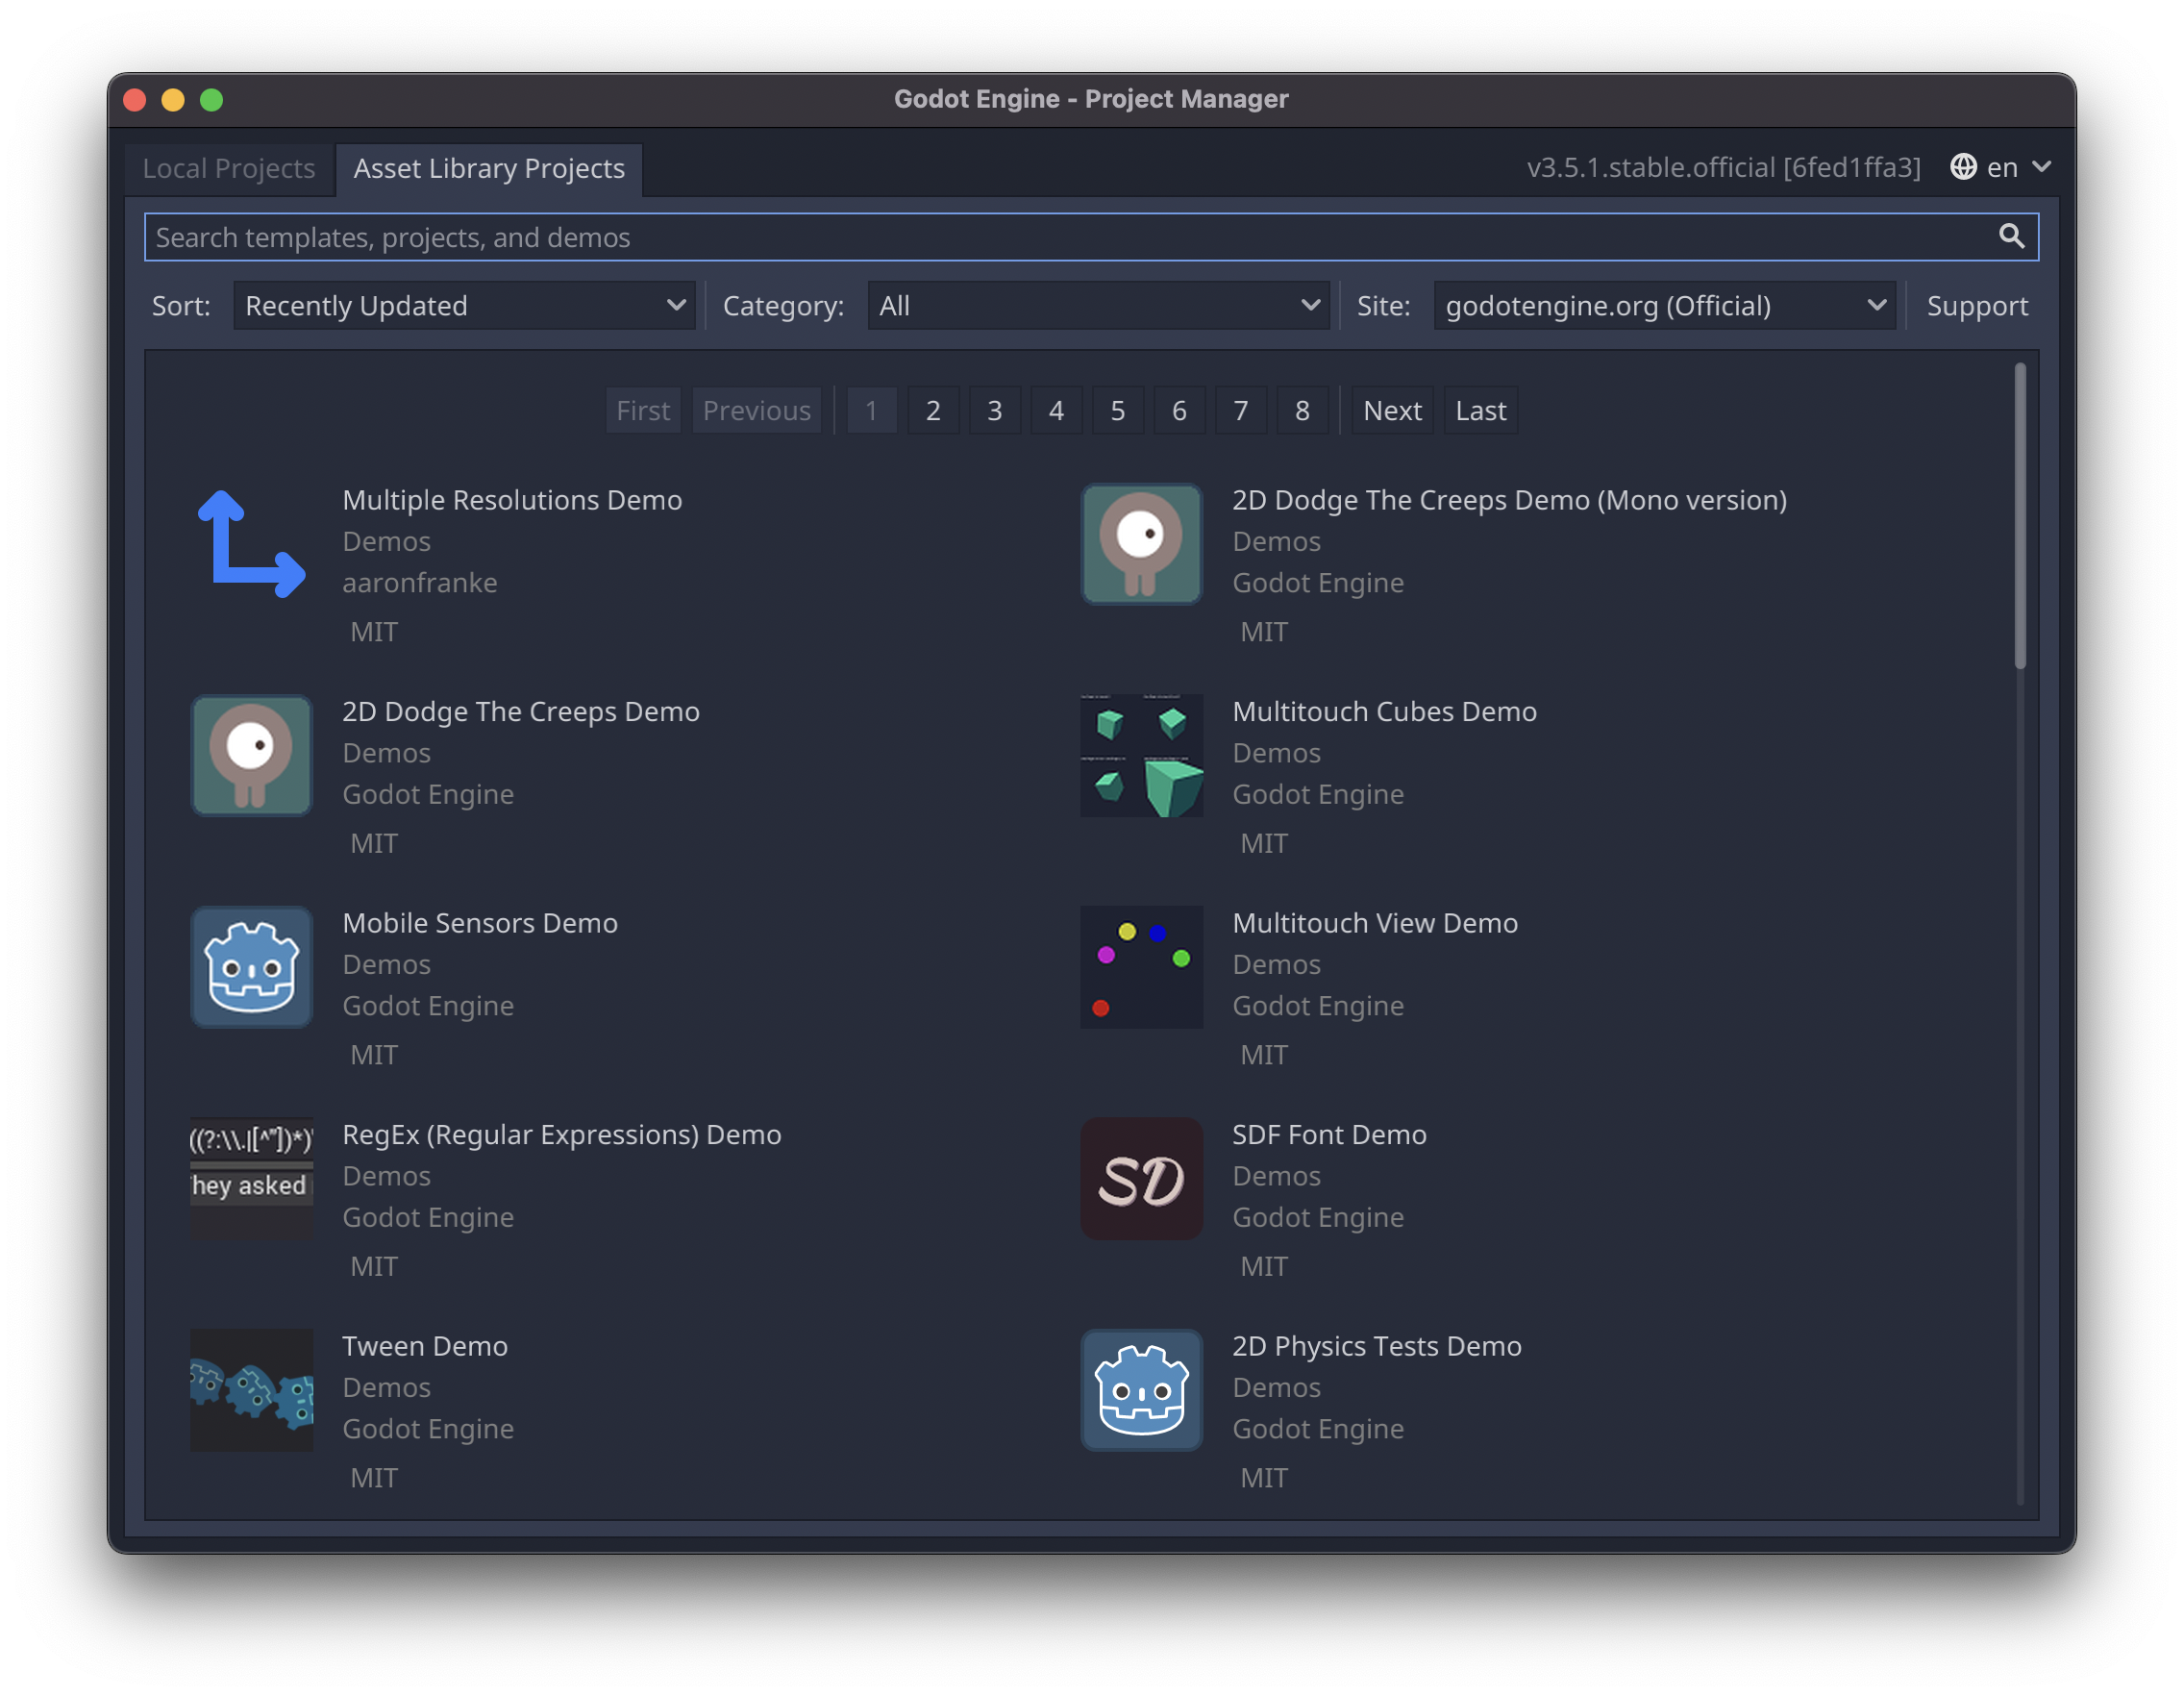 Godot Engine - Project Manager
Local Projects Asset Library Projects v3.5.1.stable.official [6fed1ffa3] en
Search templates, projects, and demos
Sort: Recently Updated Category: All Site: godotengine.org (Official) Support
First Previous 1 2 3 4 5 6 7 8 Next Last
Multiple Resolutions Demo
Demos
aaronfranke
MIT
2D Dodge The Creeps Demo (Mono version)
Demos
Godot Engine
MIT
2D Dodge The Creeps Demo
Demos
Godot Engine
MIT
Multitouch Cubes Demo
Demos
Godot Engine
MIT
Mobile Sensors Demo
Demos
Godot Engine
MIT
Multitouch View Demo
Demos
Godot Engine
MIT
((?:\\.|[^"])*)
hey asked
RegEx (Regular Expressions) Demo
Demos
Godot Engine
MIT
SD
SDF Font Demo
Demos
Godot Engine
MIT
Tween Demo
Demos
Godot Engine
MIT
2D Physics Tests Demo
Demos
Godot Engine
MIT